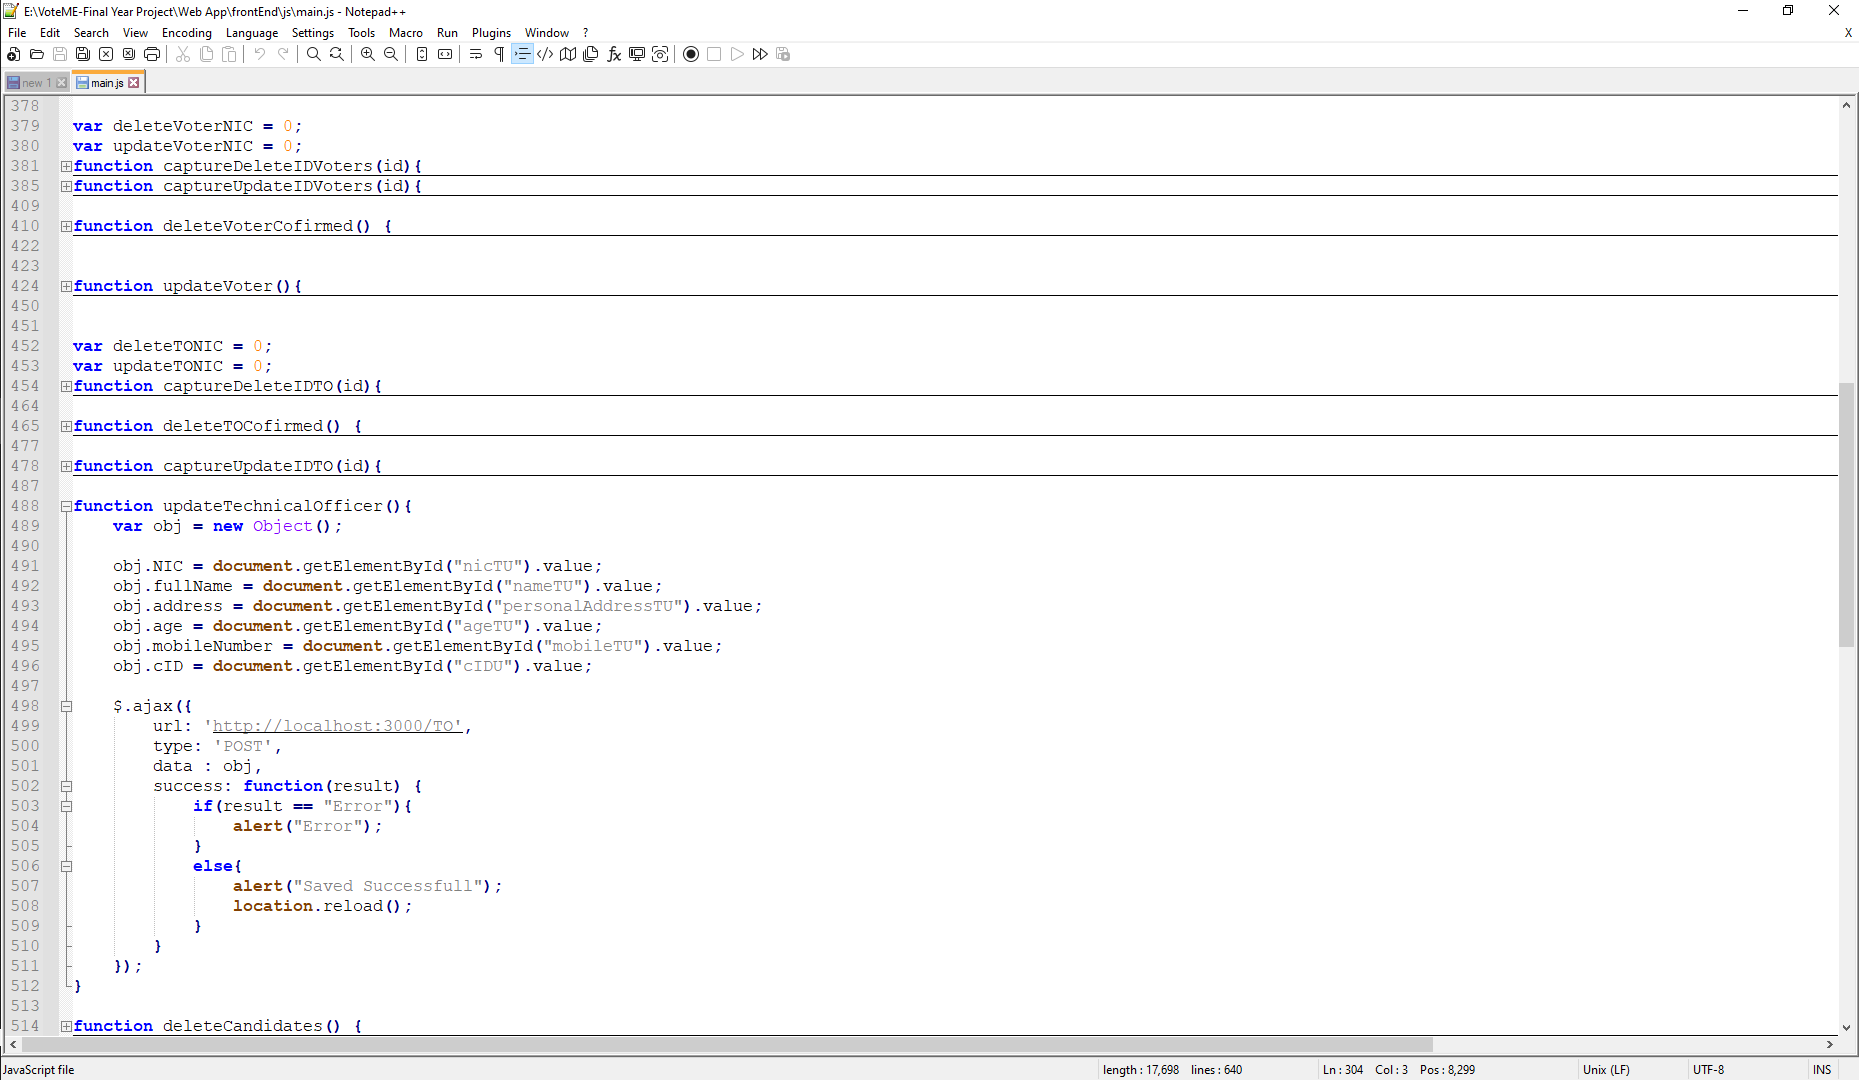 E:\VoteME-Final Year Project\Web App\frontEnd\js\main.js - Notepad++
File Edit Search View Encoding Language Settings Tools Macro Run Plugins Window ? X
new 1 main.js
378
379 var deleteVoterNIC = 0;
380 var updateVoterNIC = 0;
381 function captureDeleteIDVoters(id){
385 function captureUpdateIDVoters(id){
409
410 function deleteVoterCofirmed() {
422
423
424 function updateVoter(){
450
451
452 var deleteTONIC = 0;
453 var updateTONIC = 0;
454 function captureDeleteIDTO(id){
464
465 function deleteTOCofirmed() {
477
478 function captureUpdateIDTO(id){
487
488 function updateTechnicalOfficer(){
489 var obj = new Object();
490
491 obj.NIC = document.getElementById("nicTU").value;
492 obj.fullName = document.getElementById("nameTU").value;
493 obj.address = document.getElementById("personalAddressTU").value;
494 obj.age = document.getElementById("ageTU").value;
495 obj.mobileNumber = document.getElementById("mobileTU").value;
496 obj.cID = document.getElementById("cIDU").value;
497
498 $.ajax({
499 url: 'http://localhost:3000/TO',
500 type: 'POST',
501 data : obj,
502 success: function(result) {
503 if(result == "Error"){
504 alert("Error");
505 }
506 else{
507 alert("Saved Successfull");
508 location.reload();
509 }
510 }
511 });
512 }
513
514 function deleteCandidates() {
JavaScript file length : 17,698 lines : 640 Ln : 304 Col : 3 Pos : 8,299 Unix (LF) UTF-8 INS